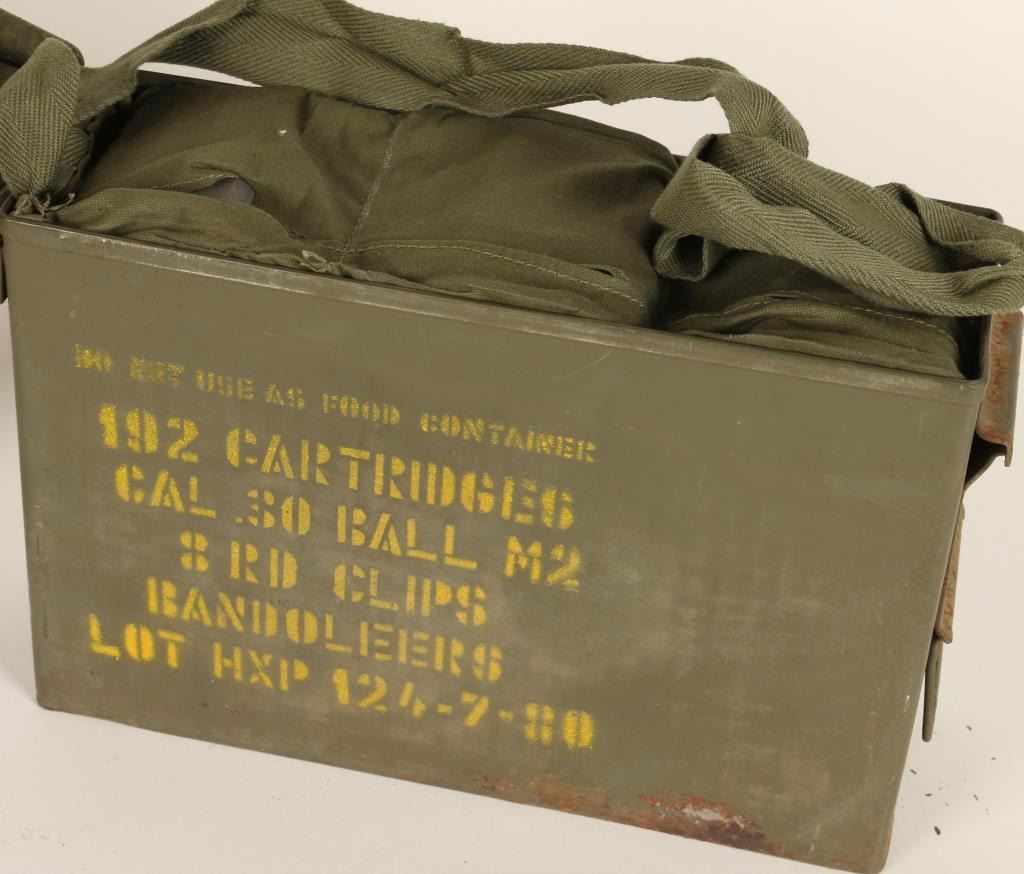 DO NOT USE AS FOOD CONTAINER
192 CARTRIDGES
CAL .30 BALL M2
8 RD CLIPS
BANDOLEERS
LOT HXP 124-7-80